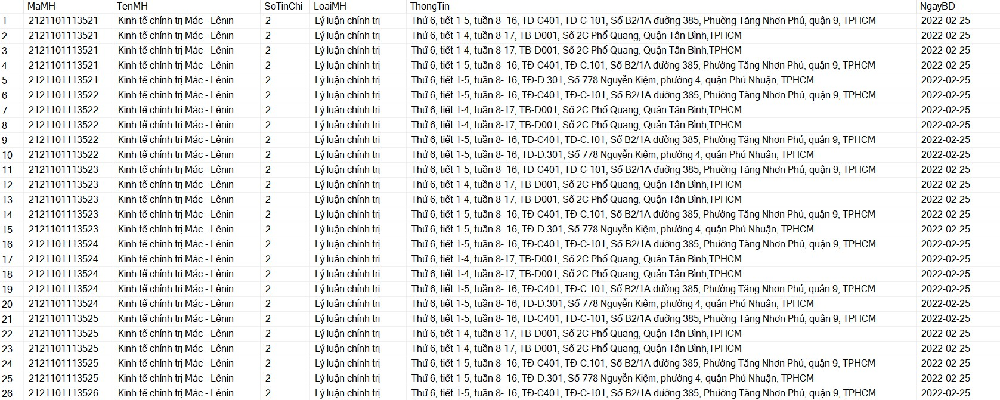 MaMH TenMH SoTinChi LoaiMH ThongTin NgayBD
1 2121101113521 Kinh tế chính trị Mác - Lênin 2 Lý luận chính trị Thứ 6, tiết 1-5, tuần 8- 16, TĐ-C401, TĐ-C-101, Số B2/1A đường 385, Phường Tăng Nhơn Phú, quận 9, TPHCM 2022-02-25
2 2121101113521 Kinh tế chính trị Mác - Lênin 2 Lý luận chính trị Thứ 6, tiết 1-4, tuần 8-17, TB-D001, Số 2C Phổ Quang, Quận Tân Bình,TPHCM 2022-02-25
3 2121101113521 Kinh tế chính trị Mác - Lênin 2 Lý luận chính trị Thứ 6, tiết 1-4, tuần 8-17, TB-D001, Số 2C Phổ Quang, Quận Tân Bình,TPHCM 2022-02-25
4 2121101113521 Kinh tế chính trị Mác - Lênin 2 Lý luận chính trị Thứ 6, tiết 1-5, tuần 8- 16, TĐ-C401, TĐ-C.101, Số B2/1A đường 385, Phường Tăng Nhơn Phú, quận 9, TPHCM 2022-02-25
5 2121101113521 Kinh tế chính trị Mác - Lênin 2 Lý luận chính trị Thứ 6, tiết 1-5, tuần 8- 16, TĐ-D.301, Số 778 Nguyễn Kiệm, phường 4, quận Phú Nhuận, TPHCM 2022-02-25
6 2121101113522 Kinh tế chính trị Mác - Lênin 2 Lý luận chính trị Thứ 6, tiết 1-5, tuần 8- 16, TĐ-C401, TĐ-C-101, Số B2/1A đường 385, Phường Tăng Nhơn Phú, quận 9, TPHCM 2022-02-25
7 2121101113522 Kinh tế chính trị Mác - Lênin 2 Lý luận chính trị Thứ 6, tiết 1-4, tuần 8-17, TB-D001, Số 2C Phổ Quang, Quận Tân Bình,TPHCM 2022-02-25
8 2121101113522 Kinh tế chính trị Mác - Lênin 2 Lý luận chính trị Thứ 6, tiết 1-4, tuần 8-17, TB-D001, Số 2C Phổ Quang, Quận Tân Bình,TPHCM 2022-02-25
9 2121101113522 Kinh tế chính trị Mác - Lênin 2 Lý luận chính trị Thứ 6, tiết 1-5, tuần 8- 16, TĐ-C401, TĐ-C.101, Số B2/1A đường 385, Phường Tăng Nhơn Phú, quận 9, TPHCM 2022-02-25
10 2121101113522 Kinh tế chính trị Mác - Lênin 2 Lý luận chính trị Thứ 6, tiết 1-5, tuần 8- 16, TĐ-D.301, Số 778 Nguyễn Kiệm, phường 4, quận Phú Nhuận, TPHCM 2022-02-25
11 2121101113523 Kinh tế chính trị Mác - Lênin 2 Lý luận chính trị Thứ 6, tiết 1-5, tuần 8- 16, TĐ-C401, TĐ-C-101, Số B2/1A đường 385, Phường Tăng Nhơn Phú, quận 9, TPHCM 2022-02-25
12 2121101113523 Kinh tế chính trị Mác - Lênin 2 Lý luận chính trị Thứ 6, tiết 1-4, tuần 8-17, TB-D001, Số 2C Phổ Quang, Quận Tân Bình,TPHCM 2022-02-25
13 2121101113523 Kinh tế chính trị Mác - Lênin 2 Lý luận chính trị Thứ 6, tiết 1-4, tuần 8-17, TB-D001, Số 2C Phổ Quang, Quận Tân Bình,TPHCM 2022-02-25
14 2121101113523 Kinh tế chính trị Mác - Lênin 2 Lý luận chính trị Thứ 6, tiết 1-5, tuần 8- 16, TĐ-C401, TĐ-C.101, Số B2/1A đường 385, Phường Tăng Nhơn Phú, quận 9, TPHCM 2022-02-25
15 2121101113523 Kinh tế chính trị Mác - Lênin 2 Lý luận chính trị Thứ 6, tiết 1-5, tuần 8- 16, TĐ-D.301, Số 778 Nguyễn Kiệm, phường 4, quận Phú Nhuận, TPHCM 2022-02-25
16 2121101113524 Kinh tế chính trị Mác - Lênin 2 Lý luận chính trị Thứ 6, tiết 1-5, tuần 8- 16, TĐ-C401, TĐ-C-101, Số B2/1A đường 385, Phường Tăng Nhơn Phú, quận 9, TPHCM 2022-02-25
17 2121101113524 Kinh tế chính trị Mác - Lênin 2 Lý luận chính trị Thứ 6, tiết 1-4, tuần 8-17, TB-D001, Số 2C Phổ Quang, Quận Tân Bình,TPHCM 2022-02-25
18 2121101113524 Kinh tế chính trị Mác - Lênin 2 Lý luận chính trị Thứ 6, tiết 1-4, tuần 8-17, TB-D001, Số 2C Phổ Quang, Quận Tân Bình,TPHCM 2022-02-25
19 2121101113524 Kinh tế chính trị Mác - Lênin 2 Lý luận chính trị Thứ 6, tiết 1-5, tuần 8- 16, TĐ-C401, TĐ-C.101, Số B2/1A đường 385, Phường Tăng Nhơn Phú, quận 9, TPHCM 2022-02-25
20 2121101113524 Kinh tế chính trị Mác - Lênin 2 Lý luận chính trị Thứ 6, tiết 1-5, tuần 8- 16, TĐ-D.301, Số 778 Nguyễn Kiệm, phường 4, quận Phú Nhuận, TPHCM 2022-02-25
21 2121101113525 Kinh tế chính trị Mác - Lênin 2 Lý luận chính trị Thứ 6, tiết 1-5, tuần 8- 16, TĐ-C401, TĐ-C-101, Số B2/1A đường 385, Phường Tăng Nhơn Phú, quận 9, TPHCM 2022-02-25
22 2121101113525 Kinh tế chính trị Mác - Lênin 2 Lý luận chính trị Thứ 6, tiết 1-4, tuần 8-17, TB-D001, Số 2C Phổ Quang, Quận Tân Bình,TPHCM 2022-02-25
23 2121101113525 Kinh tế chính trị Mác - Lênin 2 Lý luận chính trị Thứ 6, tiết 1-4, tuần 8-17, TB-D001, Số 2C Phổ Quang, Quận Tân Bình,TPHCM 2022-02-25
24 2121101113525 Kinh tế chính trị Mác - Lênin 2 Lý luận chính trị Thứ 6, tiết 1-5, tuần 8- 16, TĐ-C401, TĐ-C.101, Số B2/1A đường 385, Phường Tăng Nhơn Phú, quận 9, TPHCM 2022-02-25
25 2121101113525 Kinh tế chính trị Mác - Lênin 2 Lý luận chính trị Thứ 6, tiết 1-5, tuần 8- 16, TĐ-D.301, Số 778 Nguyễn Kiệm, phường 4, quận Phú Nhuận, TPHCM 2022-02-25
26 2121101113526 Kinh tế chính trị Mác - Lênin 2 Lý luận chính trị Thứ 6, tiết 1-5, tuần 8- 16, TĐ-C401, TĐ-C-101, Số B2/1A đường 385, Phường Tăng Nhơn Phú, quận 9, TPHCM 2022-02-25